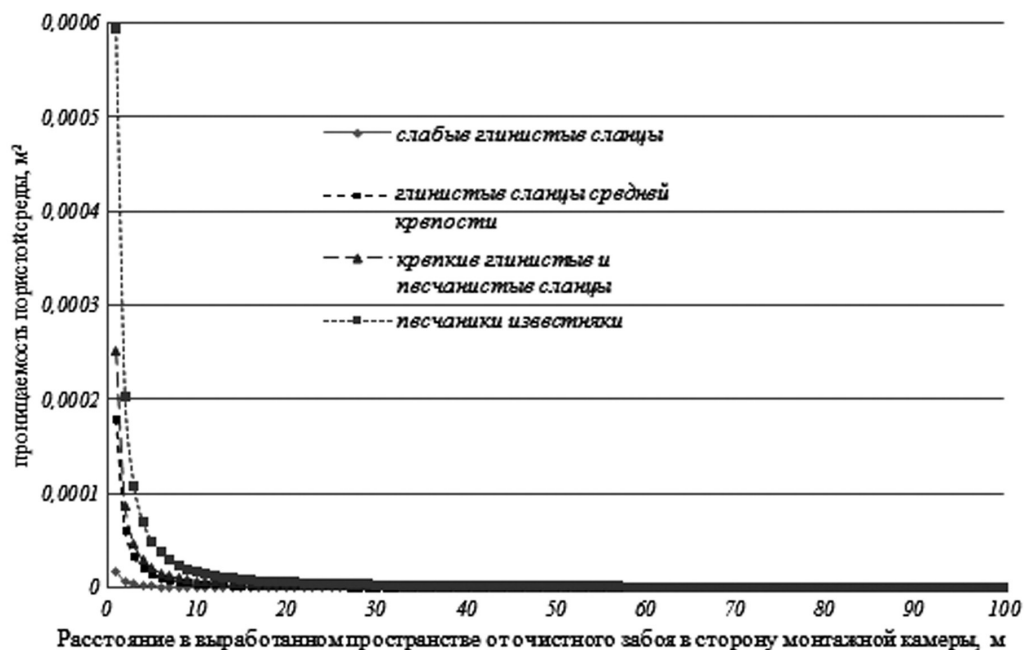 0,0006
0,0005
0,0004
0,0003
0,0002
0,0001
0
проницаемость пористой среды, м²
слабые глинистые сланцы
глинистые сланцы средней
крепости
крепкие глинистые и
песчанистые сланцы
песчаники известняки
0 10 20 30 40 50 60 70 80 90 100
Расстояние в выработанном пространстве от очистного забоя в сторону монтажной камеры, м